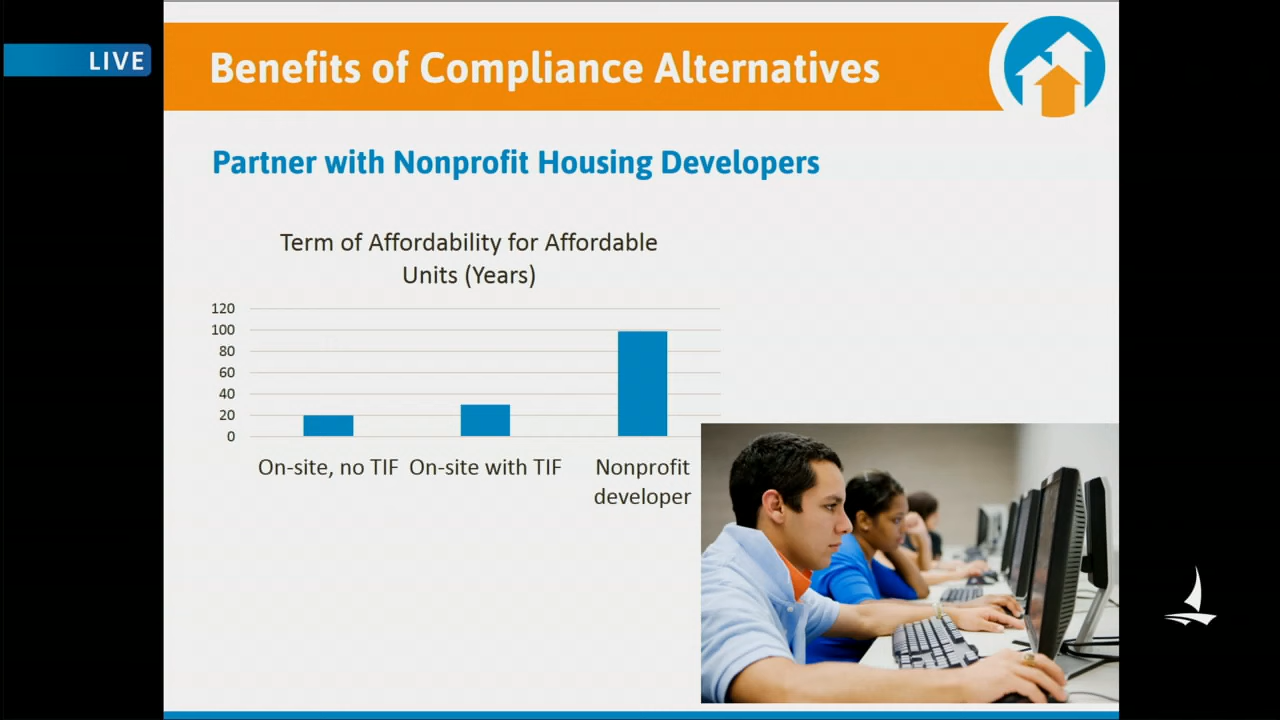 LIVE
Benefits of Compliance Alternatives
Partner with Nonprofit Housing Developers
Term of Affordability for Affordable
Units (Years)
120
100
80
60
40
20
0
On-site, no TIF On-site with TIF Nonprofit
developer